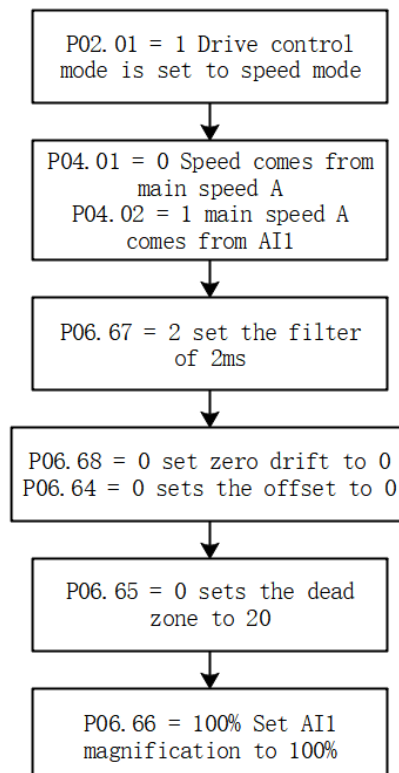 P02.01 = 1 Drive control
mode is set to speed mode
P04.01 = 0 Speed comes from
main speed A
P04.02 = 1 main speed A
comes from AI1
P06.67 = 2 set the filter
of 2ms
P06.68 = 0 set zero drift to 0
P06.64 = 0 sets the offset to 0
P06.65 = 0 sets the dead
zone to 20
P06.66 = 100% Set AI1
magnification to 100%